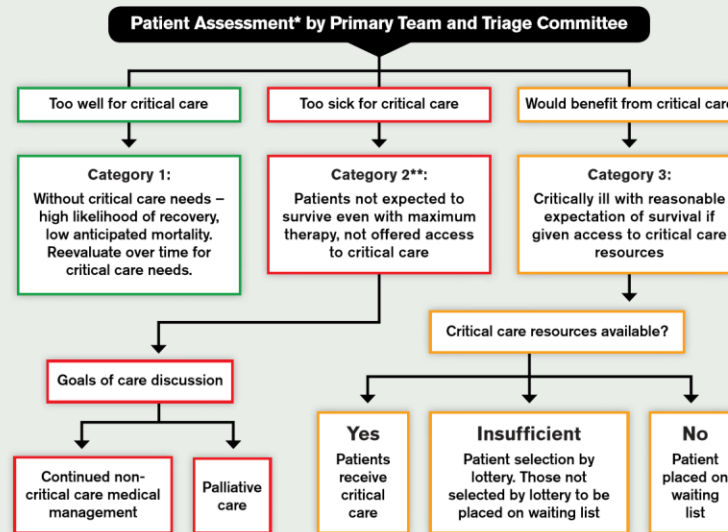 Patient Assessment* by Primary Team and Triage Committee
Too well for critical care
Too sick for critical care
Would benefit from critical care
Category 1:
Without critical care needs –
high likelihood of recovery,
low anticipated mortality.
Reevaluate over time for
critical care needs.
Category 2**:
Patients not expected to
survive even with maximum
therapy, not offered access
to critical care
Category 3:
Critically ill with reasonable
expectation of survival if
given access to critical care
resources
Critical care resources available?
Goals of care discussion
Continued non-
critical care medical
management
Palliative
care
Yes
Patients
receive
critical
care
Insufficient
Patient selection by
lottery. Those not
selected by lottery to be
placed on waiting list
No
Patient
placed on
waiting
list